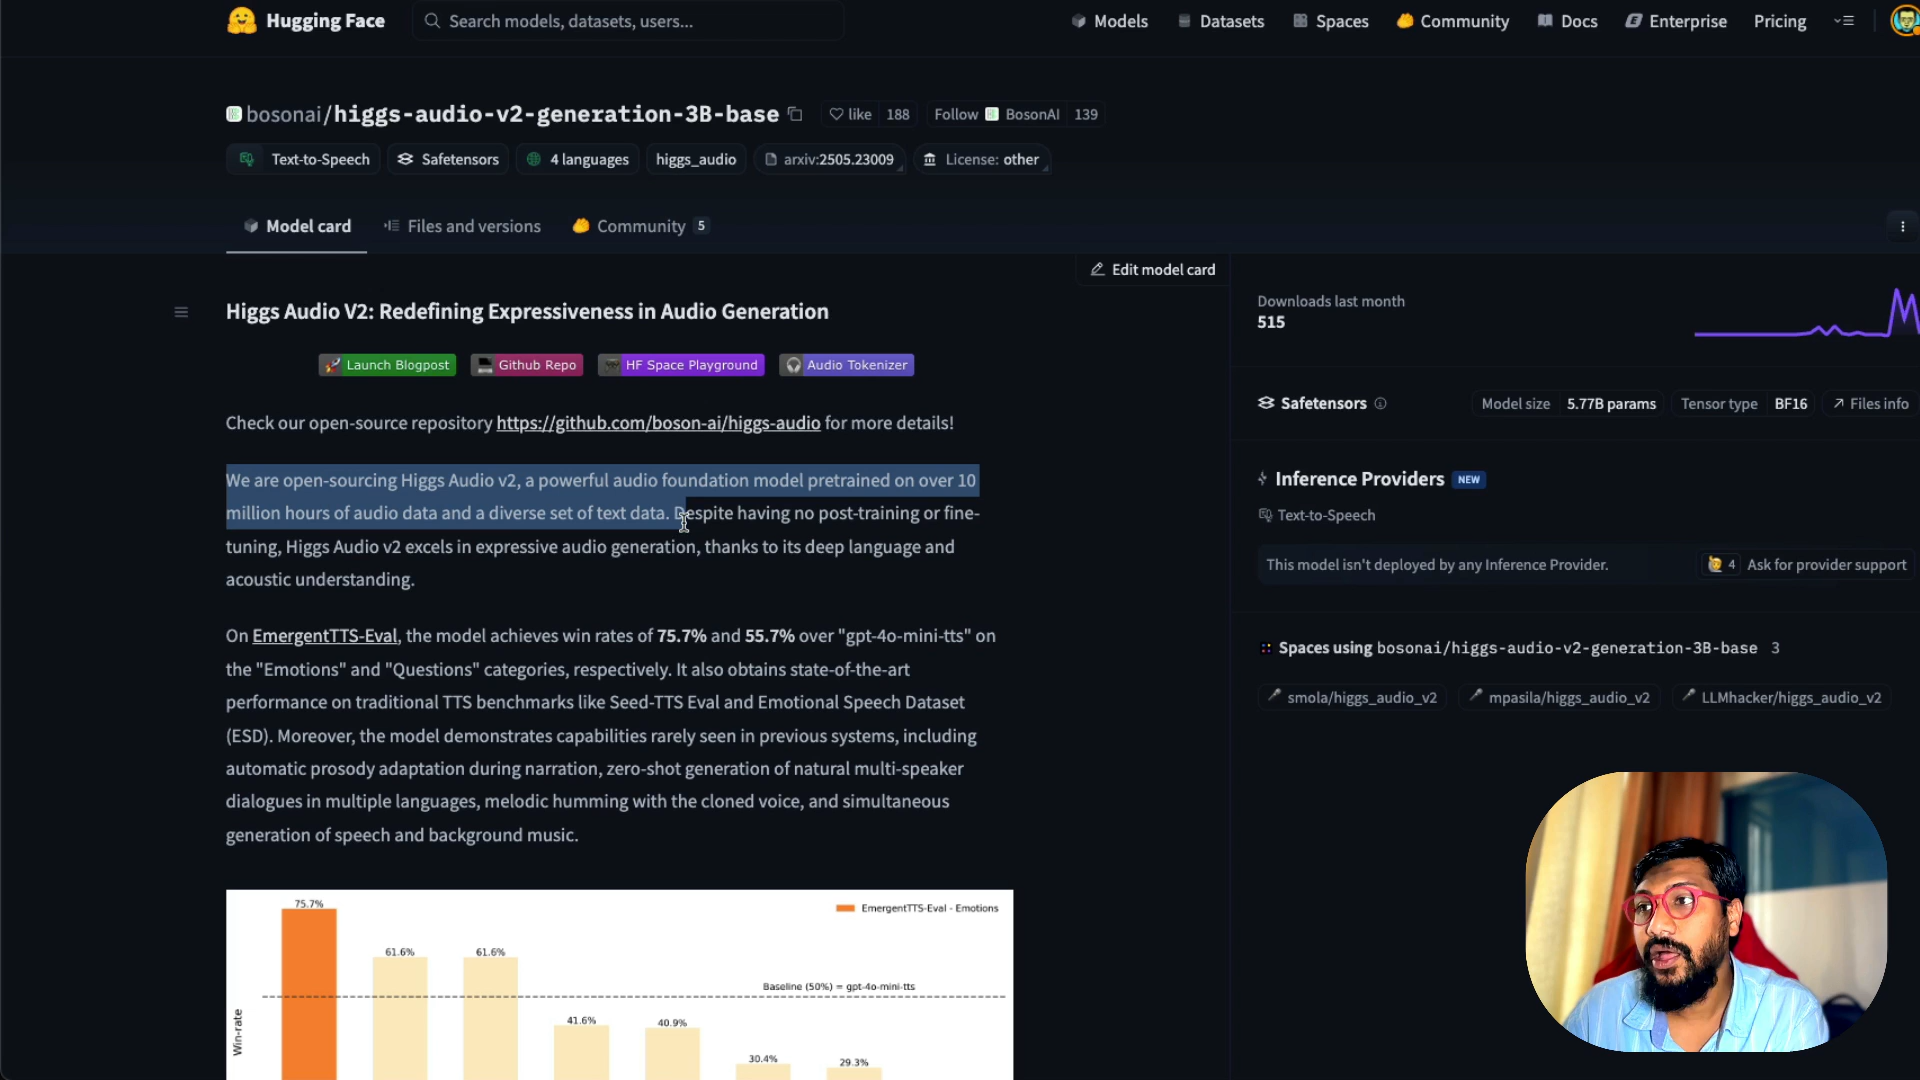 Hugging Face
Search models, datasets, users...
Models
Datasets
Spaces
Community
Docs
Enterprise
Pricing
bosonai/higgs-audio-v2-generation-3B-base
like 188
Follow BosonAI 139
Text-to-Speech
Safetensors
4 languages
higgs_audio
arxiv:2505.23009
License: other
Model card
Files and versions
Community 5
Edit model card
Higgs Audio V2: Redefining Expressiveness in Audio Generation
Launch Blogpost
Github Repo
HF Space Playground
Audio Tokenizer
Check our open-source repository https://github.com/boson-ai/higgs-audio for more details!
We are open-sourcing Higgs Audio v2, a powerful audio foundation model pretrained on over 10
million hours of audio data and a diverse set of text data. Despite having no post-training or fine-
tuning, Higgs Audio v2 excels in expressive audio generation, thanks to its deep language and
acoustic understanding.
On EmergentTTS-Eval, the model achieves win rates of 75.7% and 55.7% over "gpt-4o-mini-tts" on
the "Emotions" and "Questions" categories, respectively. It also obtains state-of-the-art
performance on traditional TTS benchmarks like Seed-TTS Eval and Emotional Speech Dataset
(ESD). Moreover, the model demonstrates capabilities rarely seen in previous systems, including
automatic prosody adaptation during narration, zero-shot generation of natural multi-speaker
dialogues in multiple languages, melodic humming with the cloned voice, and simultaneous
generation of speech and background music.
75.7%
61.6%
61.6%
41.6%
40.9%
30.4%
29.3%
EmergentTTS-Eval - Emotions
Baseline (50%) = gpt-4o-mini-tts
Win-rate
Downloads last month
515
Safetensors
Model size 5.77B params
Tensor type BF16
Files info
Inference Providers NEW
Text-to-Speech
This model isn't deployed by any Inference Provider.
4 Ask for provider support
Spaces using bosonai/higgs-audio-v2-generation-3B-base 3
smola/higgs_audio_v2
mpasila/higgs_audio_v2
LLMhacker/higgs_audio_v2